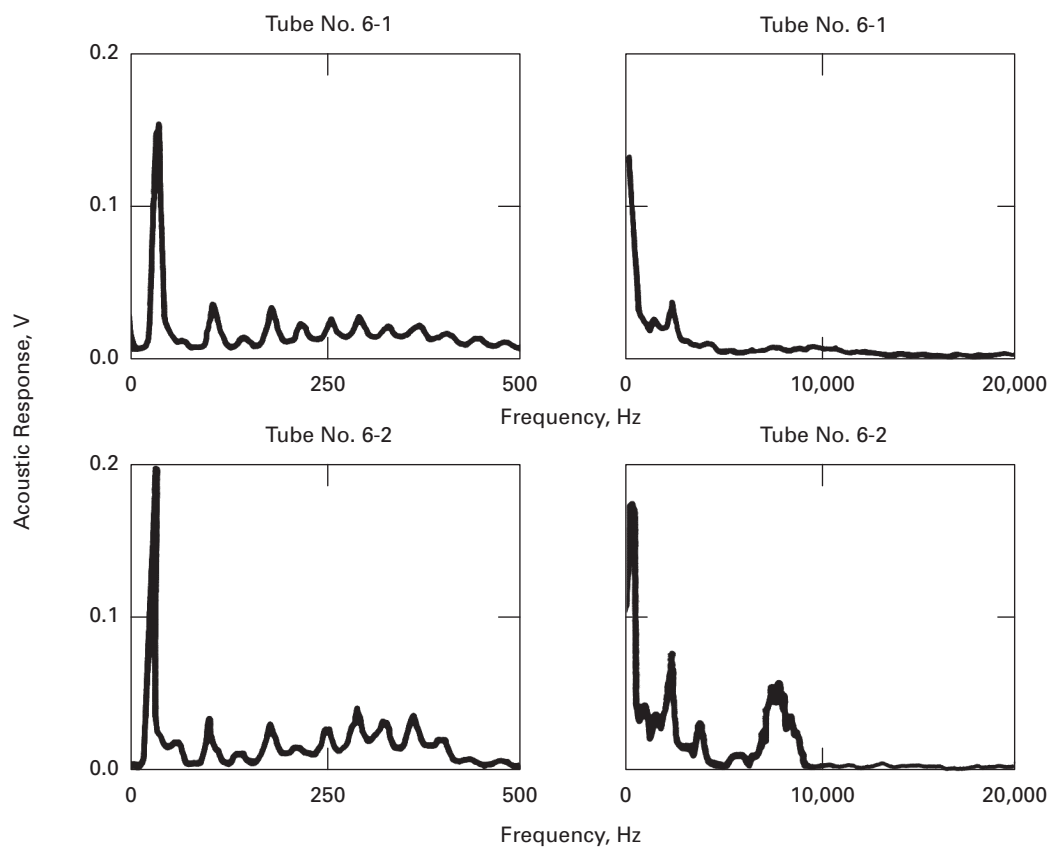 Tube No. 6-1
Tube No. 6-1
0.2
0.1
0.0
0 250 500
0 10,000 20,000
Frequency, Hz
Acoustic Response, V
Tube No. 6-2
Tube No. 6-2
0.2
0.1
0.0
0 250 500
0 10,000 20,000
Frequency, Hz